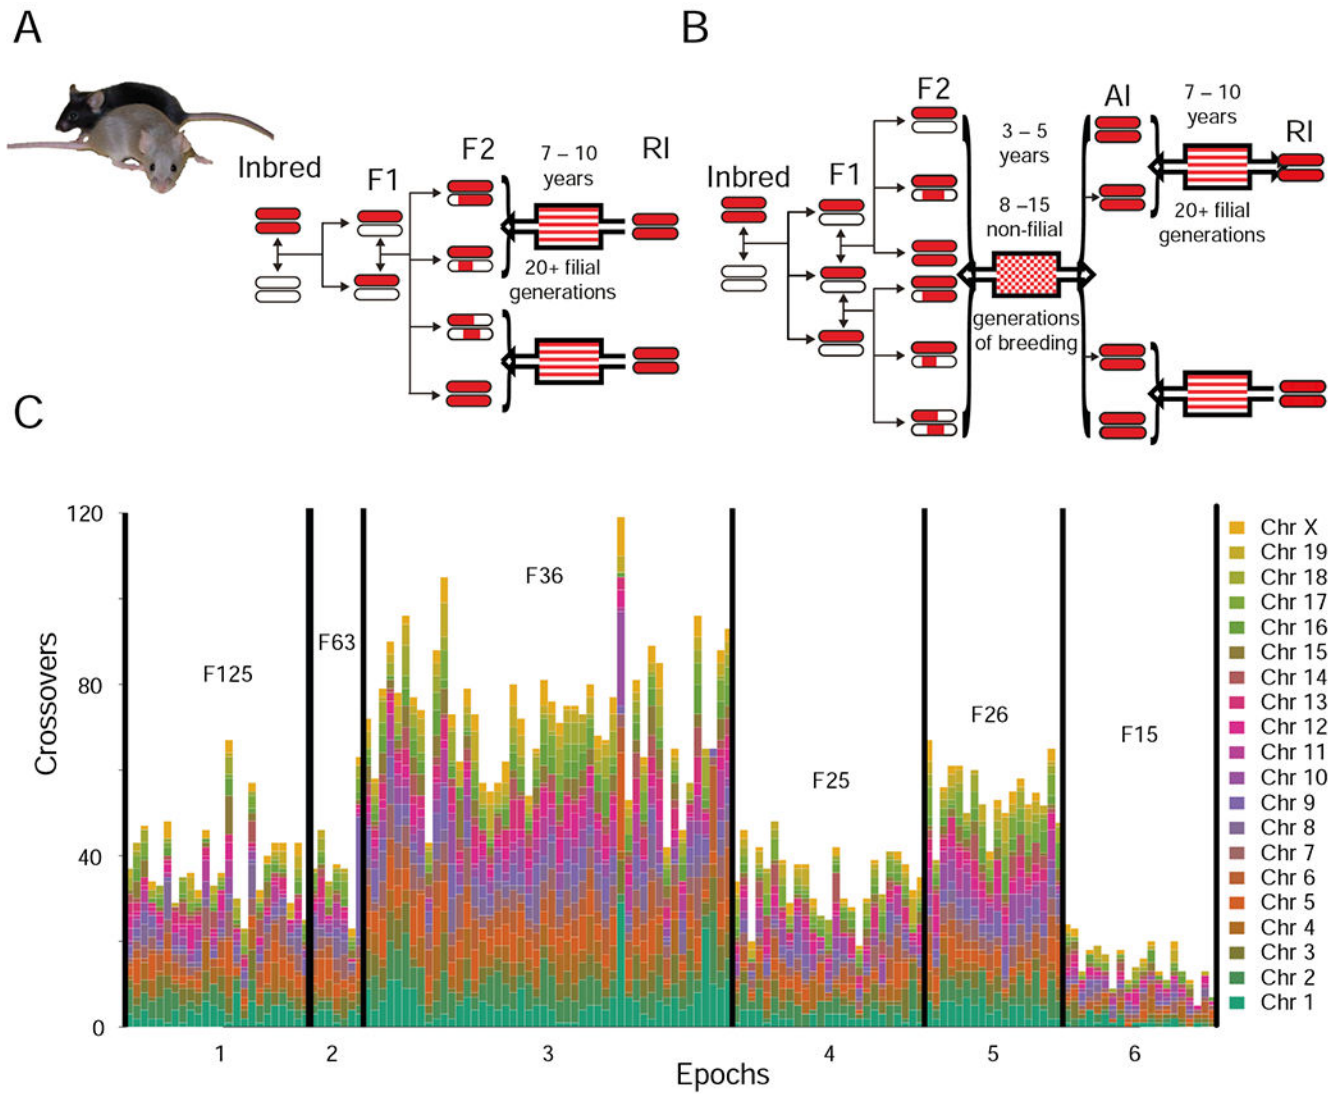 A
Inbred
F1
F2
7 – 10
years
RI
20+ filial
generations
B
Inbred
F1
F2
3 – 5
years
8 –15
non-filial
generations
of breeding
AI
7 – 10
years
RI
20+ filial
generations
C
Crossovers
120
80
40
0
F125
F63
F36
F25
F26
F15
1
2
3
4
5
6
Epochs
Chr X
Chr 19
Chr 18
Chr 17
Chr 16
Chr 15
Chr 14
Chr 13
Chr 12
Chr 11
Chr 10
Chr 9
Chr 8
Chr 7
Chr 6
Chr 5
Chr 4
Chr 3
Chr 2
Chr 1